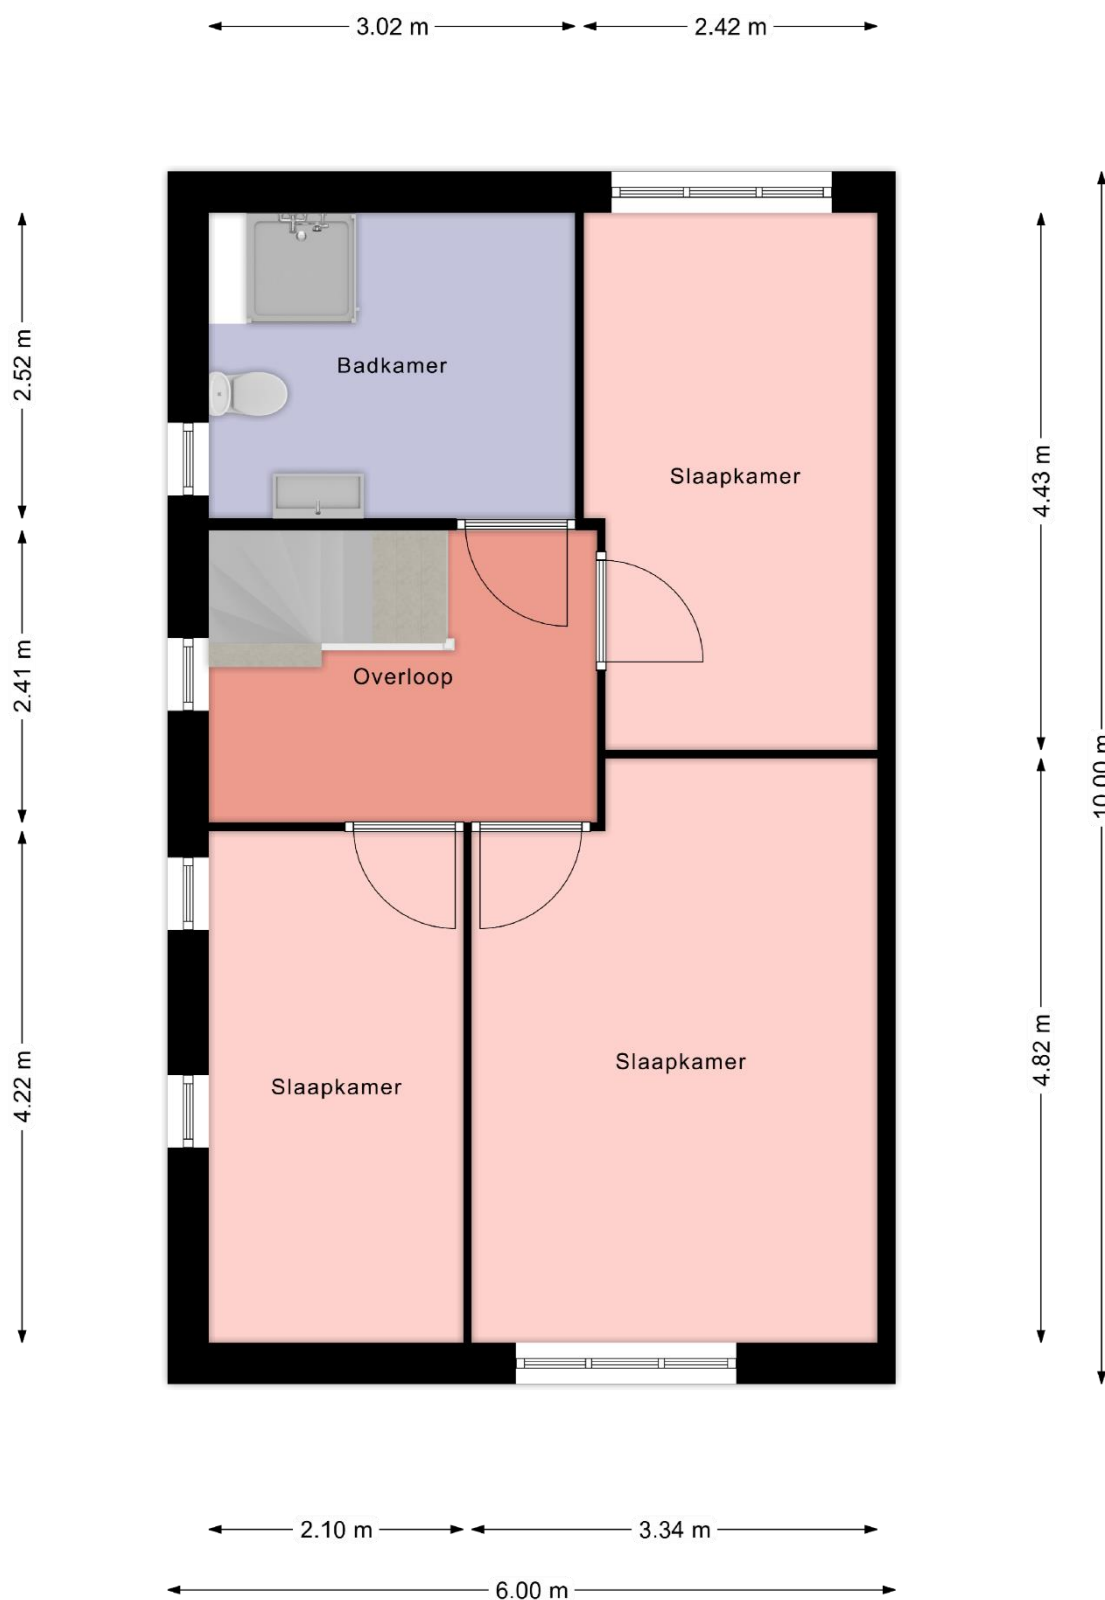 3.02 m
2.42 m
2.52 m
Badkamer
Slaapkamer
4.43 m
2.41 m
Overloop
10.00 m
4.22 m
4.82 m
Slaapkamer
Slaapkamer
2.10 m
3.34 m
6.00 m